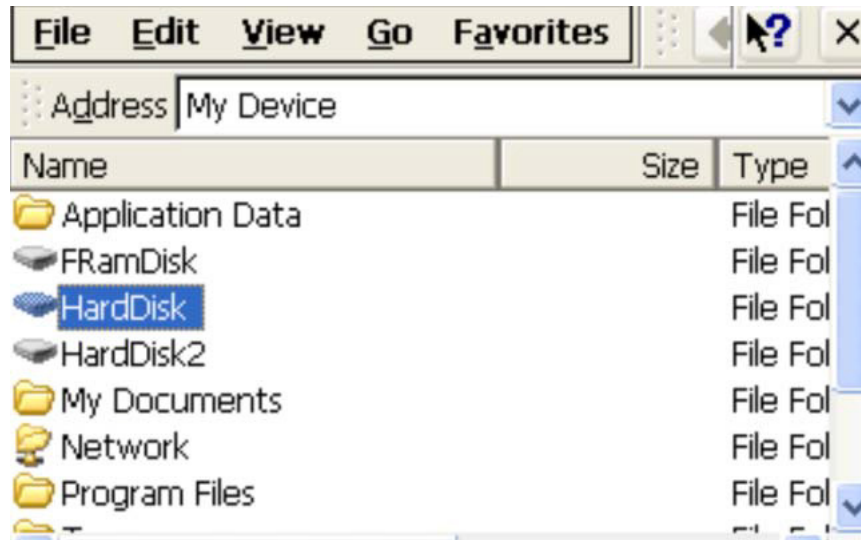 File Edit View Go Favorites ?
Address My Device
Name Size Type
Application Data File Fol
FRamDisk File Fol
HardDisk File Fol
HardDisk2 File Fol
My Documents File Fol
Network File Fol
Program Files File Fol